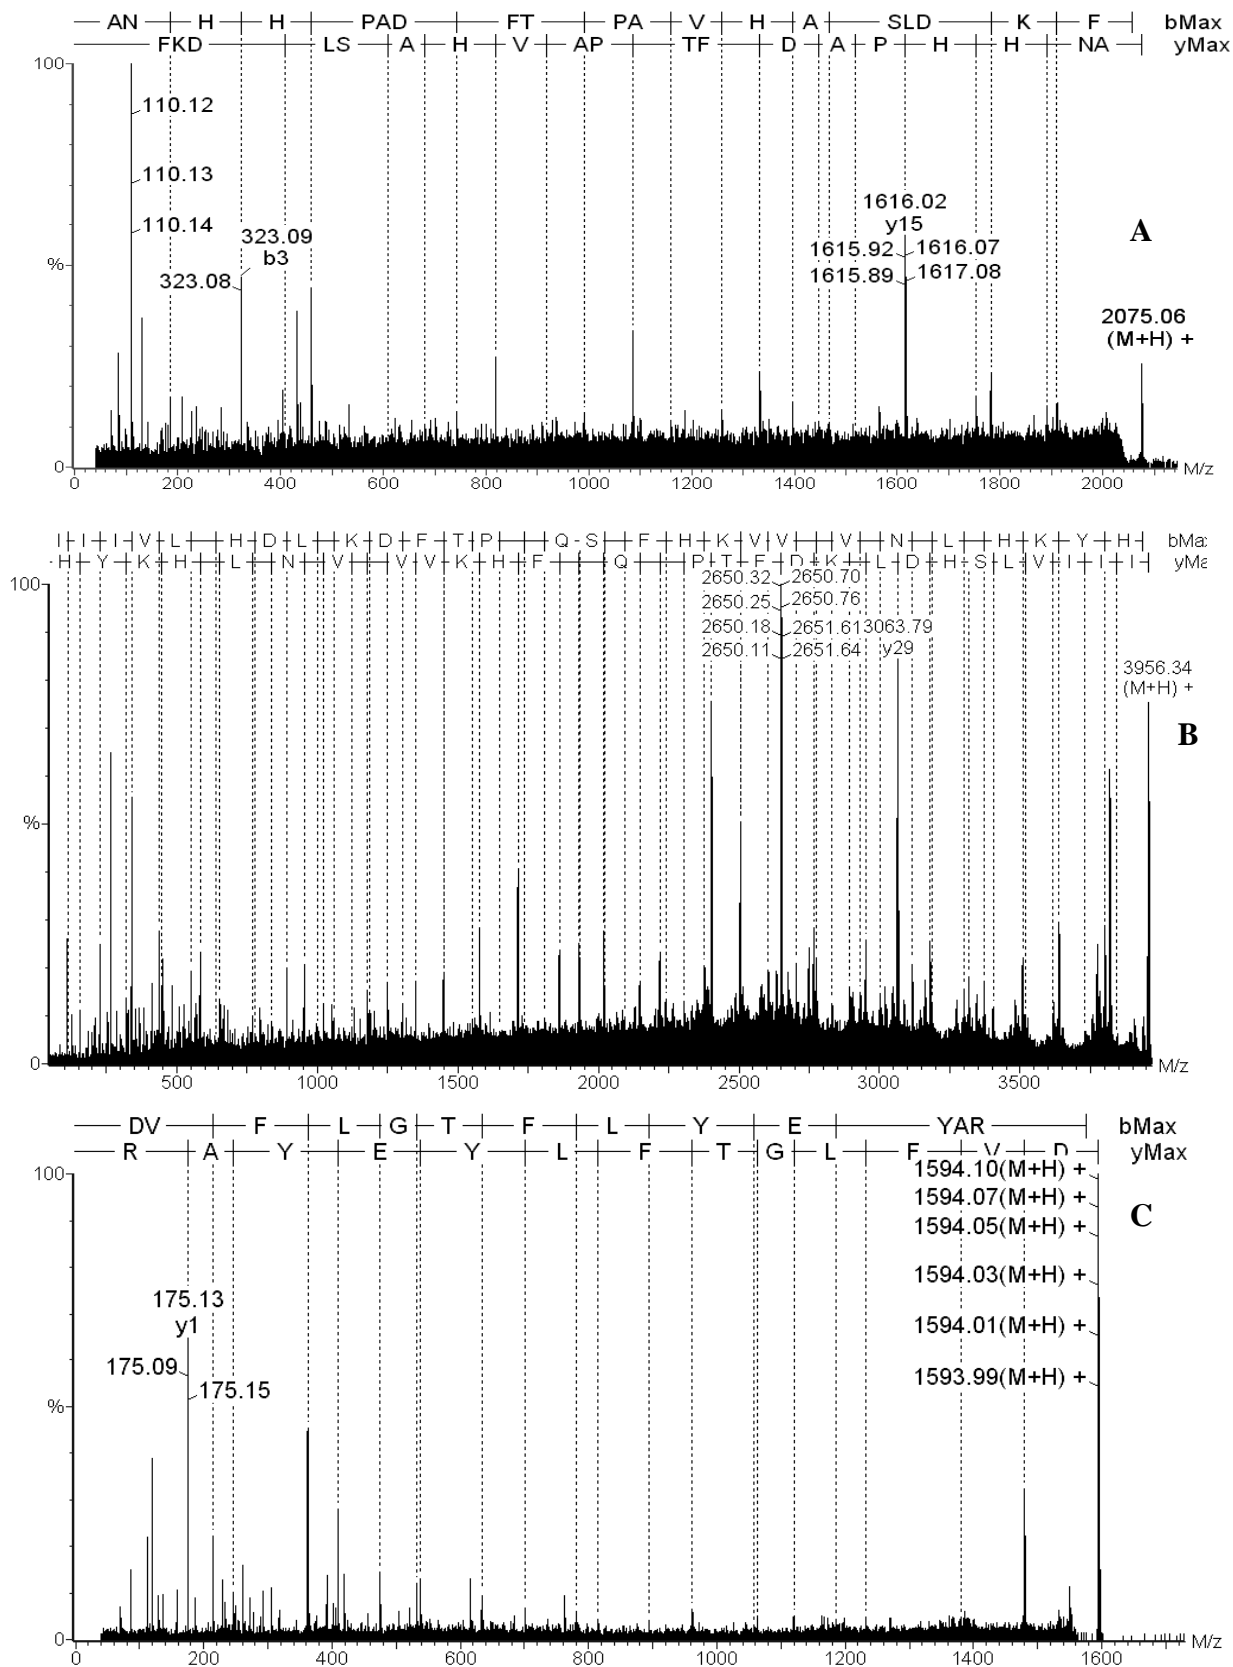 AN H H PAD FT PA V H A SLD K F bMax
FKD LS A H V AP TF D A P H H NA yMax
100
110.12
110.13
110.14
323.09
b3
323.08
1616.02
y15
1615.92 1616.07
1615.89 1617.08
A
2075.06
(M+H) +
%
0
0 200 400 600 800 1000 1200 1400 1600 1800 2000 M/z
I I I V L H D L K D F T P Q S F H K V V V N L H K Y H bMa
H Y K H L N V V V K H F Q P T F D K L D H S L V I I I yMa
100
2650.32 2650.70
2650.25 2650.76
2650.18 2651.61 3063.79
2650.11 2651.64 y29
3956.34
(M+H) +
B
%
0
500 1000 1500 2000 2500 3000 3500 M/z
DV F L G T F L Y E YAR bMax
R A Y E Y L F T G L F V D yMax
100
1594.10(M+H) +
1594.07(M+H) +
1594.05(M+H) +
1594.03(M+H) +
1594.01(M+H) +
1593.99(M+H) +
C
175.13
y1
175.09
175.15
%
0
0 200 400 600 800 1000 1200 1400 1600 M/z